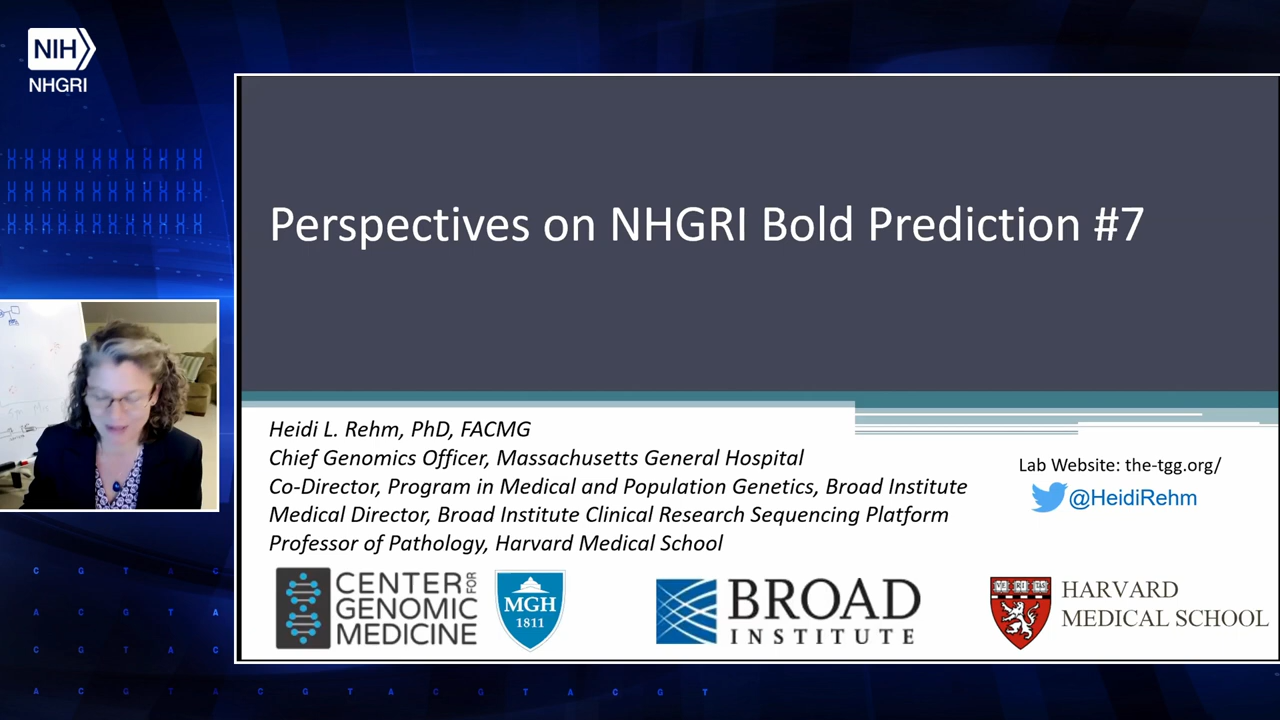 NIH
NHGRI
Perspectives on NHGRI Bold Prediction #7
Heidi L. Rehm, PhD, FACMG
Chief Genomics Officer, Massachusetts General Hospital
Co-Director, Program in Medical and Population Genetics, Broad Institute
Medical Director, Broad Institute Clinical Research Sequencing Platform
Professor of Pathology, Harvard Medical School
Lab Website: the-tgg.org/
@HeidiRehm
CENTER FOR
GENOMIC
MEDICINE
MGH
1811
BROAD
INSTITUTE
VE RI TAS
HARVARD
MEDICAL SCHOOL
C G T A C
A C G T A
C G T A C
A C G T A C G T A C G T A C G T